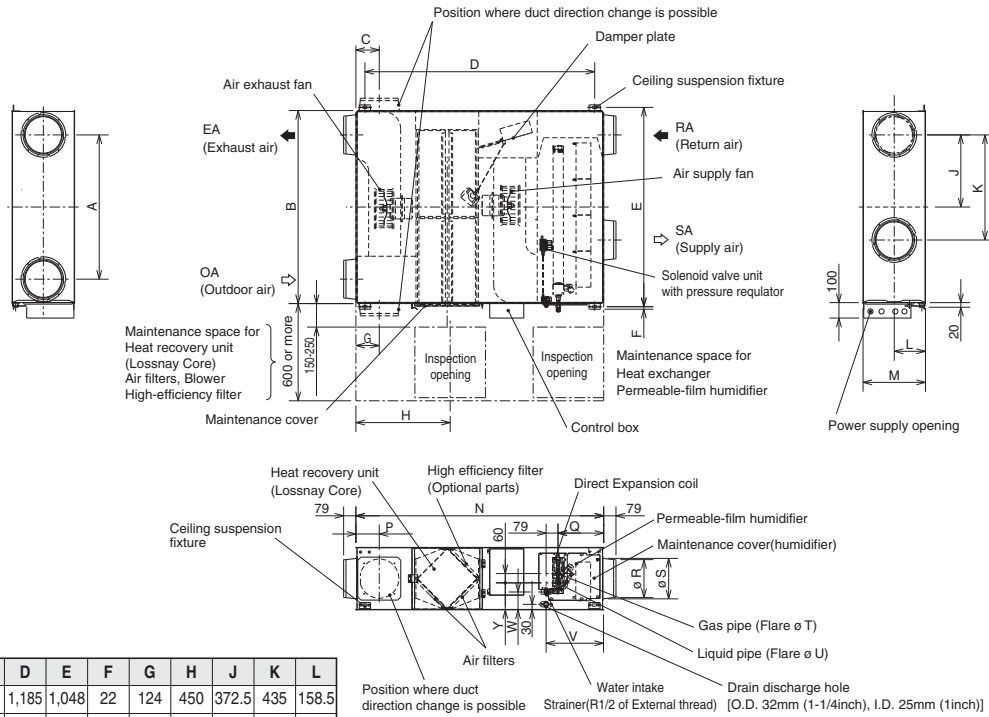 Position where duct direction change is possible
Damper plate
C
D
Ceiling suspension fixture
Air exhaust fan
EA
(Exhaust air)
RA
(Return air)
Air supply fan
A
B
E
J
K
SA
(Supply air)
OA
(Outdoor air)
Solenoid valve unit
with pressure requlator
100
20
F
L
M
G
Maintenance space for
Heat recovery unit
(Lossnay Core)
Air filters, Blower
High-efficiency filter
600 or more
150-250
Inspection
opening
Inspection
opening
Maintenance space for
Heat exchanger
Permeable-film humidifier
Maintenance cover
H
Control box
Power supply opening
Heat recovery unit
(Lossnay Core)
High efficiency filter
(Optional parts)
Direct Expansion coil
79
N
79
P
60
79
Q
Permeable-film humidifier
Ceiling suspension
fixture
Maintenance cover(humidifier)
ø R
ø S
Y
W
30
V
Gas pipe (Flare ø T)
Liquid pipe (Flare ø U)
Air filters
Position where duct
direction change is possible
Water intake
Strainer(R1/2 of External thread)
Drain discharge hole
[O.D. 32mm (1-1/4inch), I.D. 25mm (1inch)]
D E F G H J K L
1,185 1,048 22 124 450 372.5 435 158.5